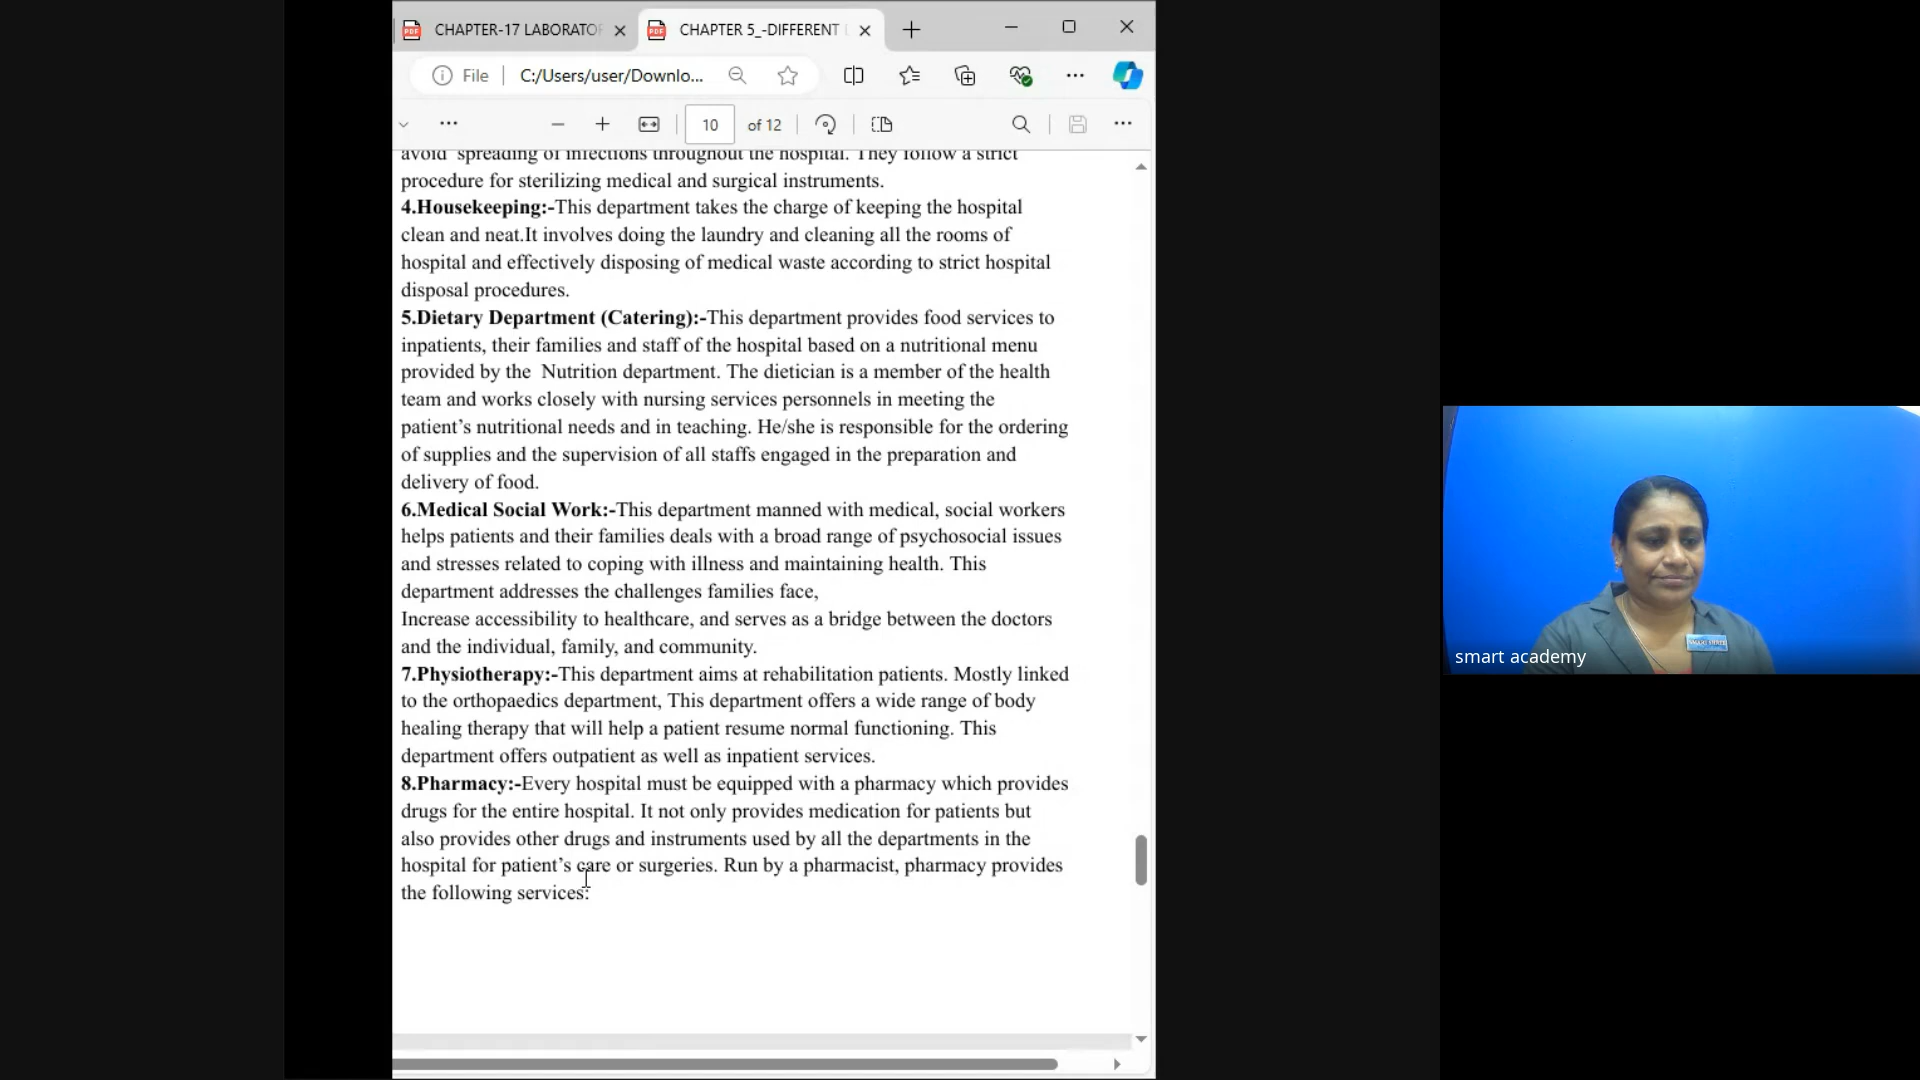 CHAPTER-17 LABORATOR
CHAPTER 5_-DIFFERENT
File
C:/Users/user/Downlo...
10 of 12
avoid spreading of infections throughout the hospital. They follow a strict
procedure for sterilizing medical and surgical instruments.
4.Housekeeping:-This department takes the charge of keeping the hospital
clean and neat.It involves doing the laundry and cleaning all the rooms of
hospital and effectively disposing of medical waste according to strict hospital
disposal procedures.
5.Dietary Department (Catering):-This department provides food services to
inpatients, their families and staff of the hospital based on a nutritional menu
provided by the Nutrition department. The dietician is a member of the health
team and works closely with nursing services personnels in meeting the
patient’s nutritional needs and in teaching. He/she is responsible for the ordering
of supplies and the supervision of all staffs engaged in the preparation and
delivery of food.
6.Medical Social Work:-This department manned with medical, social workers
helps patients and their families deals with a broad range of psychosocial issues
and stresses related to coping with illness and maintaining health. This
department addresses the challenges families face,
Increase accessibility to healthcare, and serves as a bridge between the doctors
and the individual, family, and community.
7.Physiotherapy:-This department aims at rehabilitation patients. Mostly linked
to the orthopaedics department, This department offers a wide range of body
healing therapy that will help a patient resume normal functioning. This
department offers outpatient as well as inpatient services.
8.Pharmacy:-Every hospital must be equipped with a pharmacy which provides
drugs for the entire hospital. It not only provides medication for patients but
also provides other drugs and instruments used by all the departments in the
hospital for patient’s care or surgeries. Run by a pharmacist, pharmacy provides
the following services:
smart academy